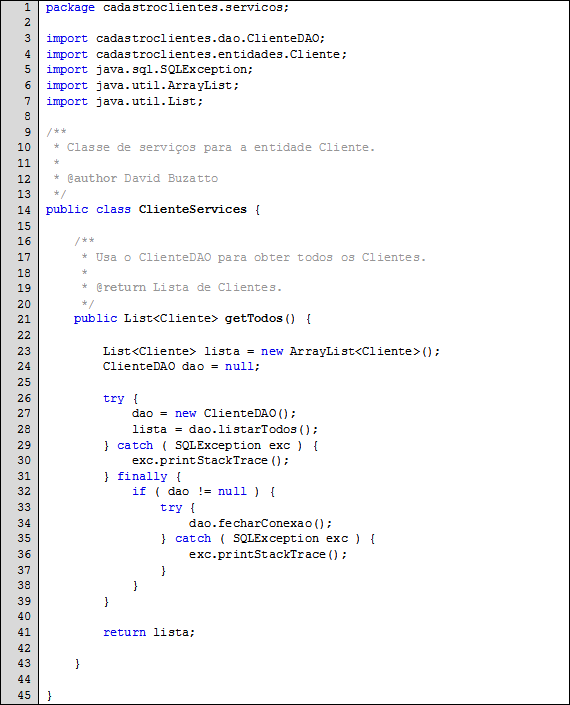 1 package cadastroclientes.servicos;
2
3 import cadastroclientes.dao.ClienteDAO;
4 import cadastroclientes.entidades.Cliente;
5 import java.sql.SQLException;
6 import java.util.ArrayList;
7 import java.util.List;
8
9 /**
10  * Classe de serviços para a entidade Cliente.
11  *
12  * @author David Buzatto
13  */
14 public class ClienteServices {
15
16     /**
17      * Usa o ClienteDAO para obter todos os Clientes.
18      *
19      * @return Lista de Clientes.
20      */
21     public List<Cliente> getTodos() {
22
23         List<Cliente> lista = new ArrayList<Cliente>();
24         ClienteDAO dao = null;
25
26         try {
27             dao = new ClienteDAO();
28             lista = dao.listarTodos();
29         } catch ( SQLException exc ) {
30             exc.printStackTrace();
31         } finally {
32             if ( dao != null ) {
33                 try {
34                     dao.fecharConexao();
35                 } catch ( SQLException exc ) {
36                     exc.printStackTrace();
37                 }
38             }
39         }
40
41         return lista;
42
43     }
44
45 }